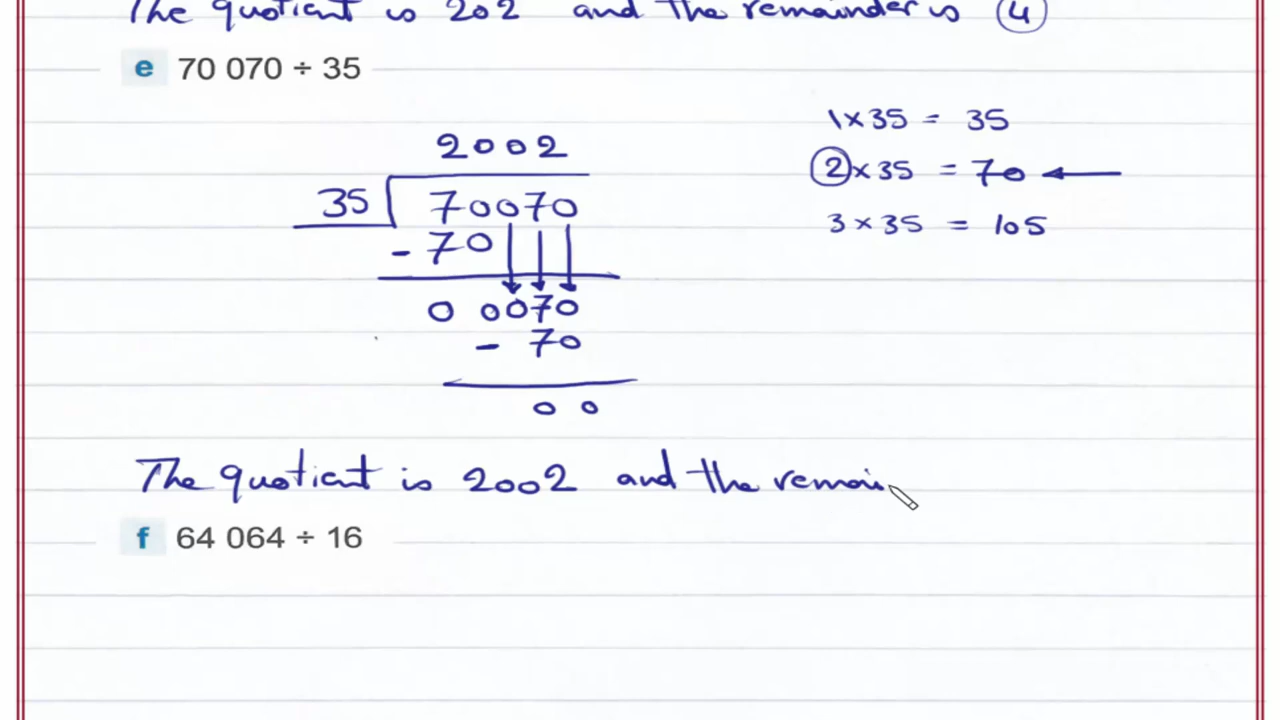 The quotient is 202 and the remainder is 4
e 70 070 ÷ 35
1 x 35 = 35
2002
2 x 35 = 70
35 70070
3 x 35 = 105
- 70
0 0070
- 70
0 0
The quotient is 2002 and the remai
f 64 064 ÷ 16